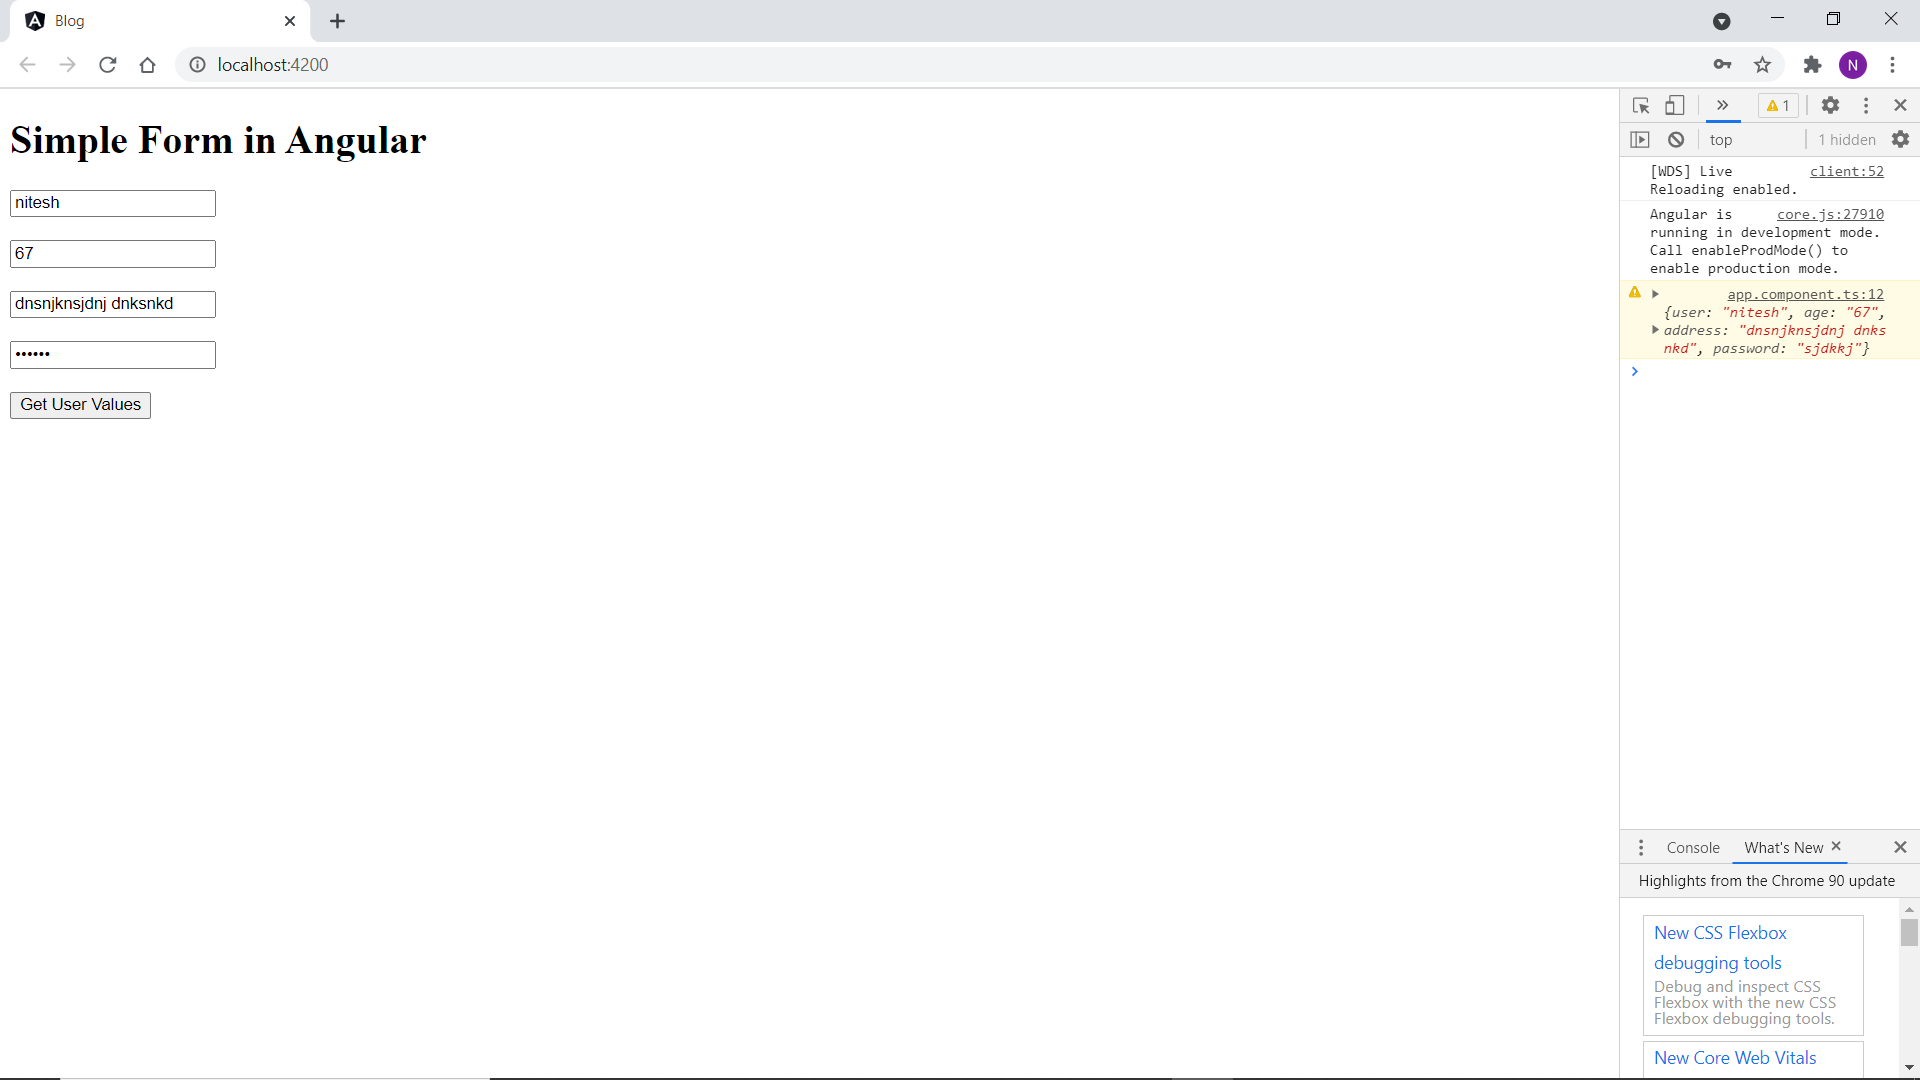 Blog
localhost:4200
N
Simple Form in Angular
nitesh
67
dnsnjknsjdnj dnksnkd
••••••
Get User Values
1
top
1 hidden
[WDS] Live client:52
Reloading enabled.
Angular is core.js:27910
running in development mode.
Call enableProdMode() to
enable production mode.
app.component.ts:12
{user: "nitesh", age: "67",
address: "dnsnjknsjdnj dnks
nkd", password: "sjdkkj"}
Console What's New
Highlights from the Chrome 90 update
New CSS Flexbox
debugging tools
Debug and inspect CSS
Flexbox with the new CSS
Flexbox debugging tools.
New Core Web Vitals